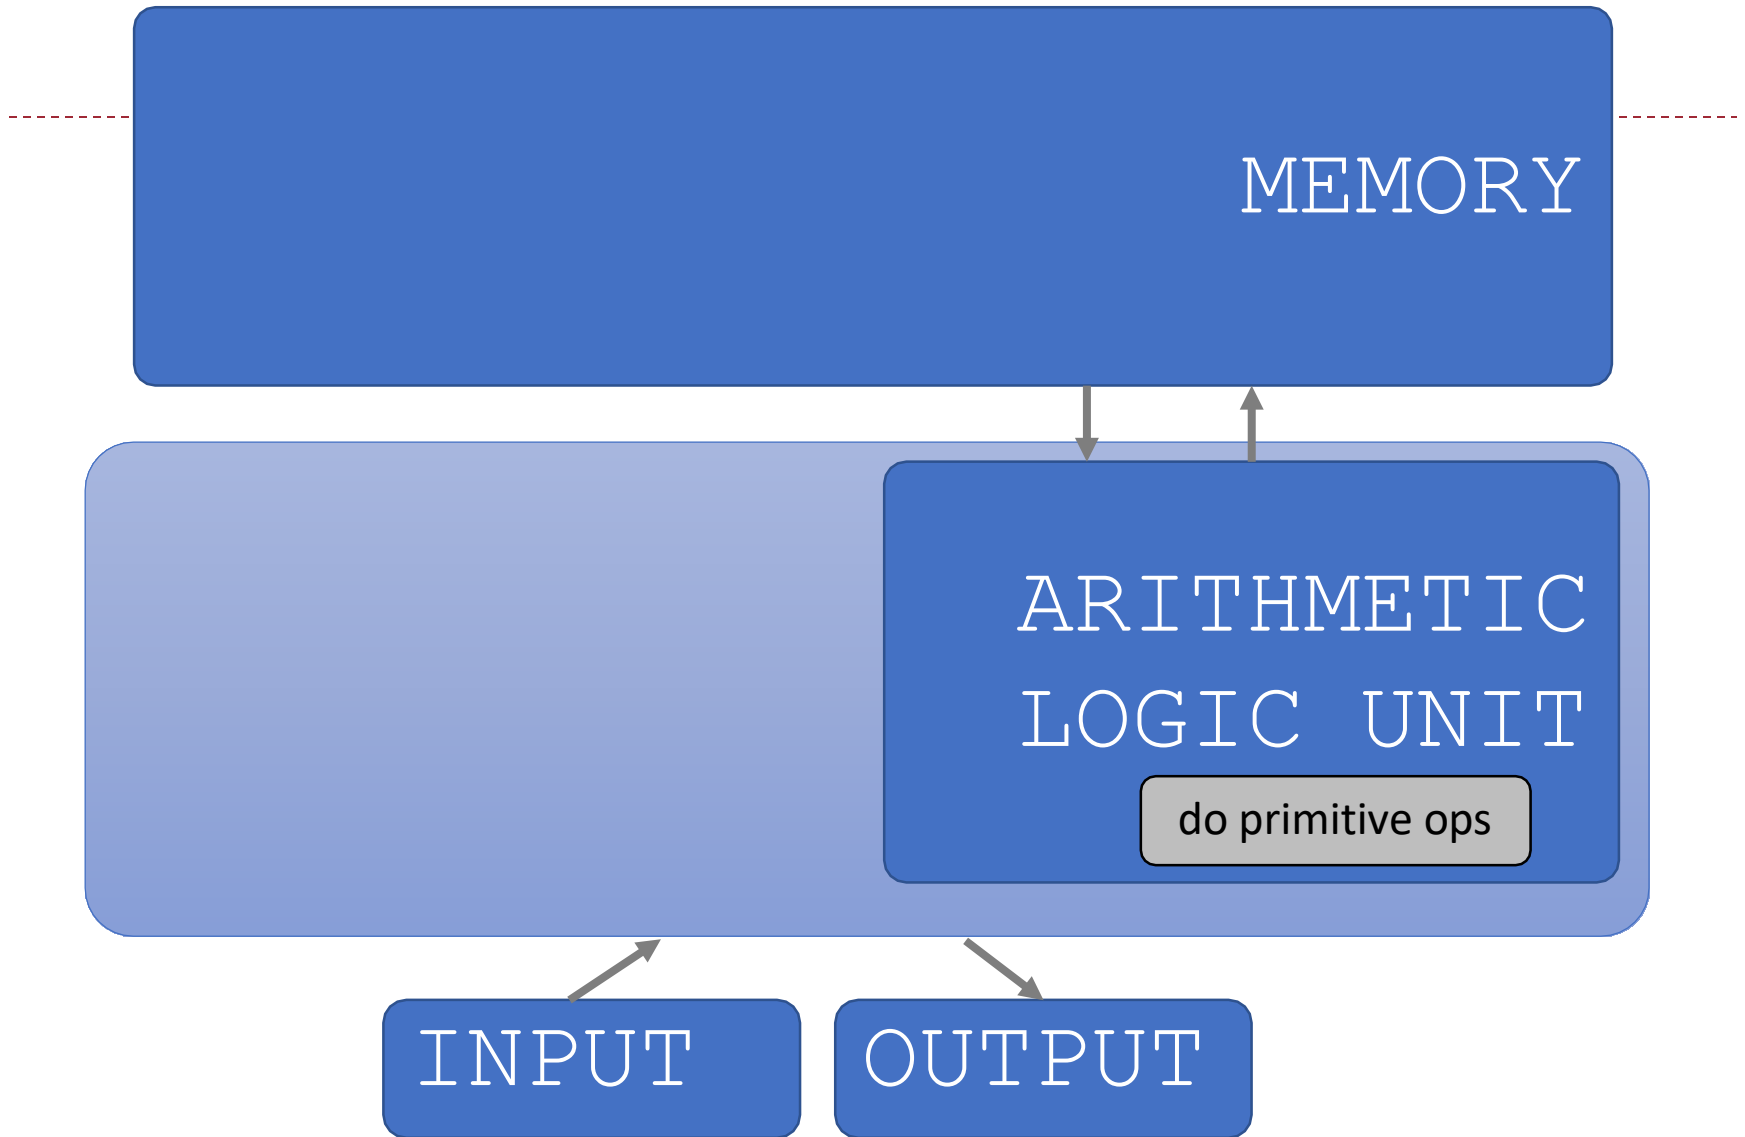 MEMORY
ARITHMETIC
LOGIC UNIT
do primitive ops
INPUT
OUTPUT